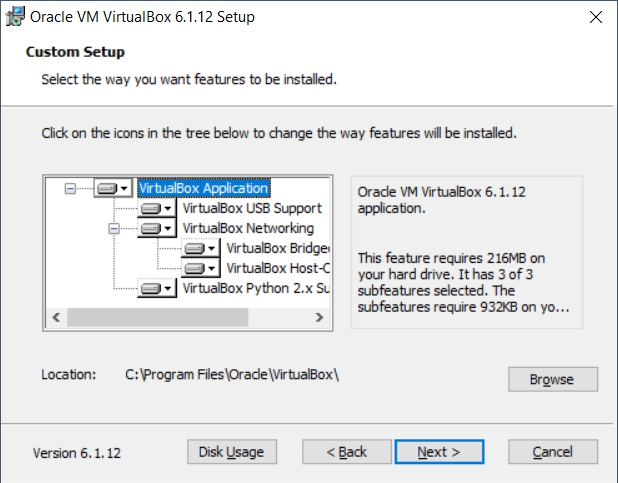 Oracle VM VirtualBox 6.1.12 Setup
Custom Setup
Select the way you want features to be installed.
Click on the icons in the tree below to change the way features will be installed.
VirtualBox Application
VirtualBox USB Support
VirtualBox Networking
VirtualBox Bridged
VirtualBox Host-C
VirtualBox Python 2.x Su
Oracle VM VirtualBox 6.1.12
application.
This feature requires 216MB on
your hard drive. It has 3 of 3
subfeatures selected. The
subfeatures require 932KB on yo...
Location: C:\Program Files\Oracle\VirtualBox\
Browse
Version 6.1.12
Disk Usage
< Back
Next >
Cancel